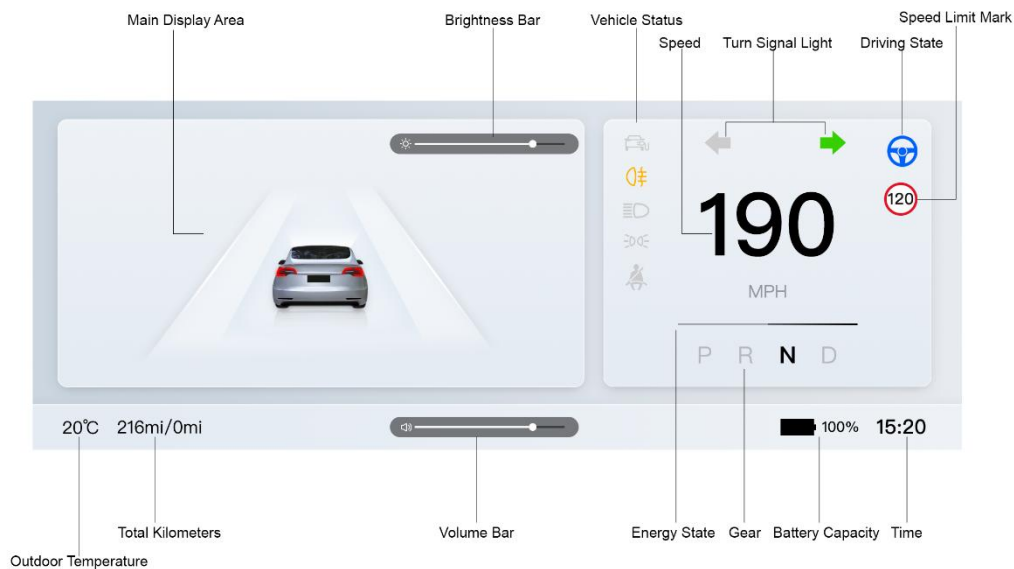 Main Display Area
Brightness Bar
Vehicle Status
Speed Limit Mark
Speed
Turn Signal Light
Driving State
120
190
MPH
P R N D
20℃ 216mi/0mi
100% 15:20
Total Kilometers
Volume Bar
Energy State
Gear
Battery Capacity
Time
Outdoor Temperature